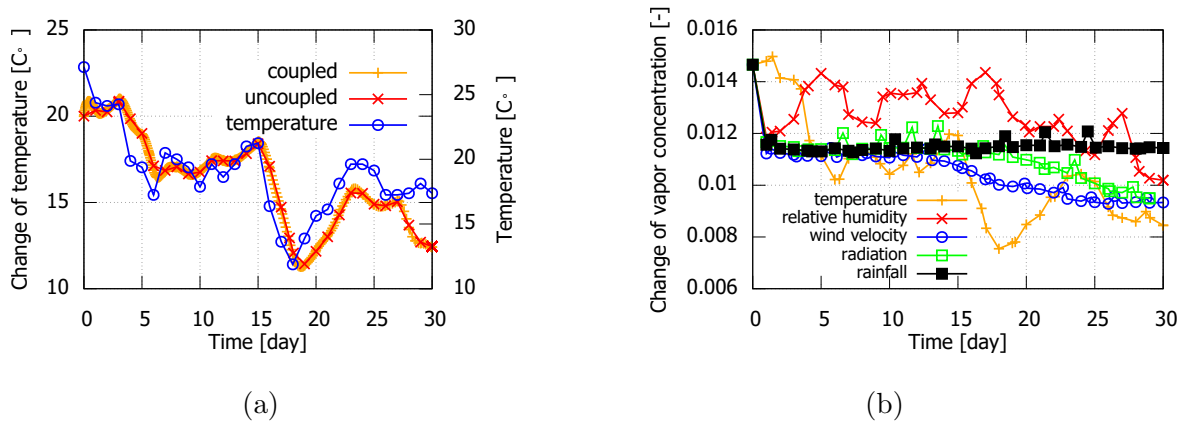 Change of temperature [C°]
25
20
15
10
0 5 10 15 20 25 30
Time [day]
30
25
20
15
10
Temperature [C°]
coupled
uncoupled
temperature
(a)
Change of vapor concentration [-]
0.016
0.014
0.012
0.01
0.008
0.006
0 5 10 15 20 25 30
Time [day]
temperature
relative humidity
wind velocity
radiation
rainfall
(b)